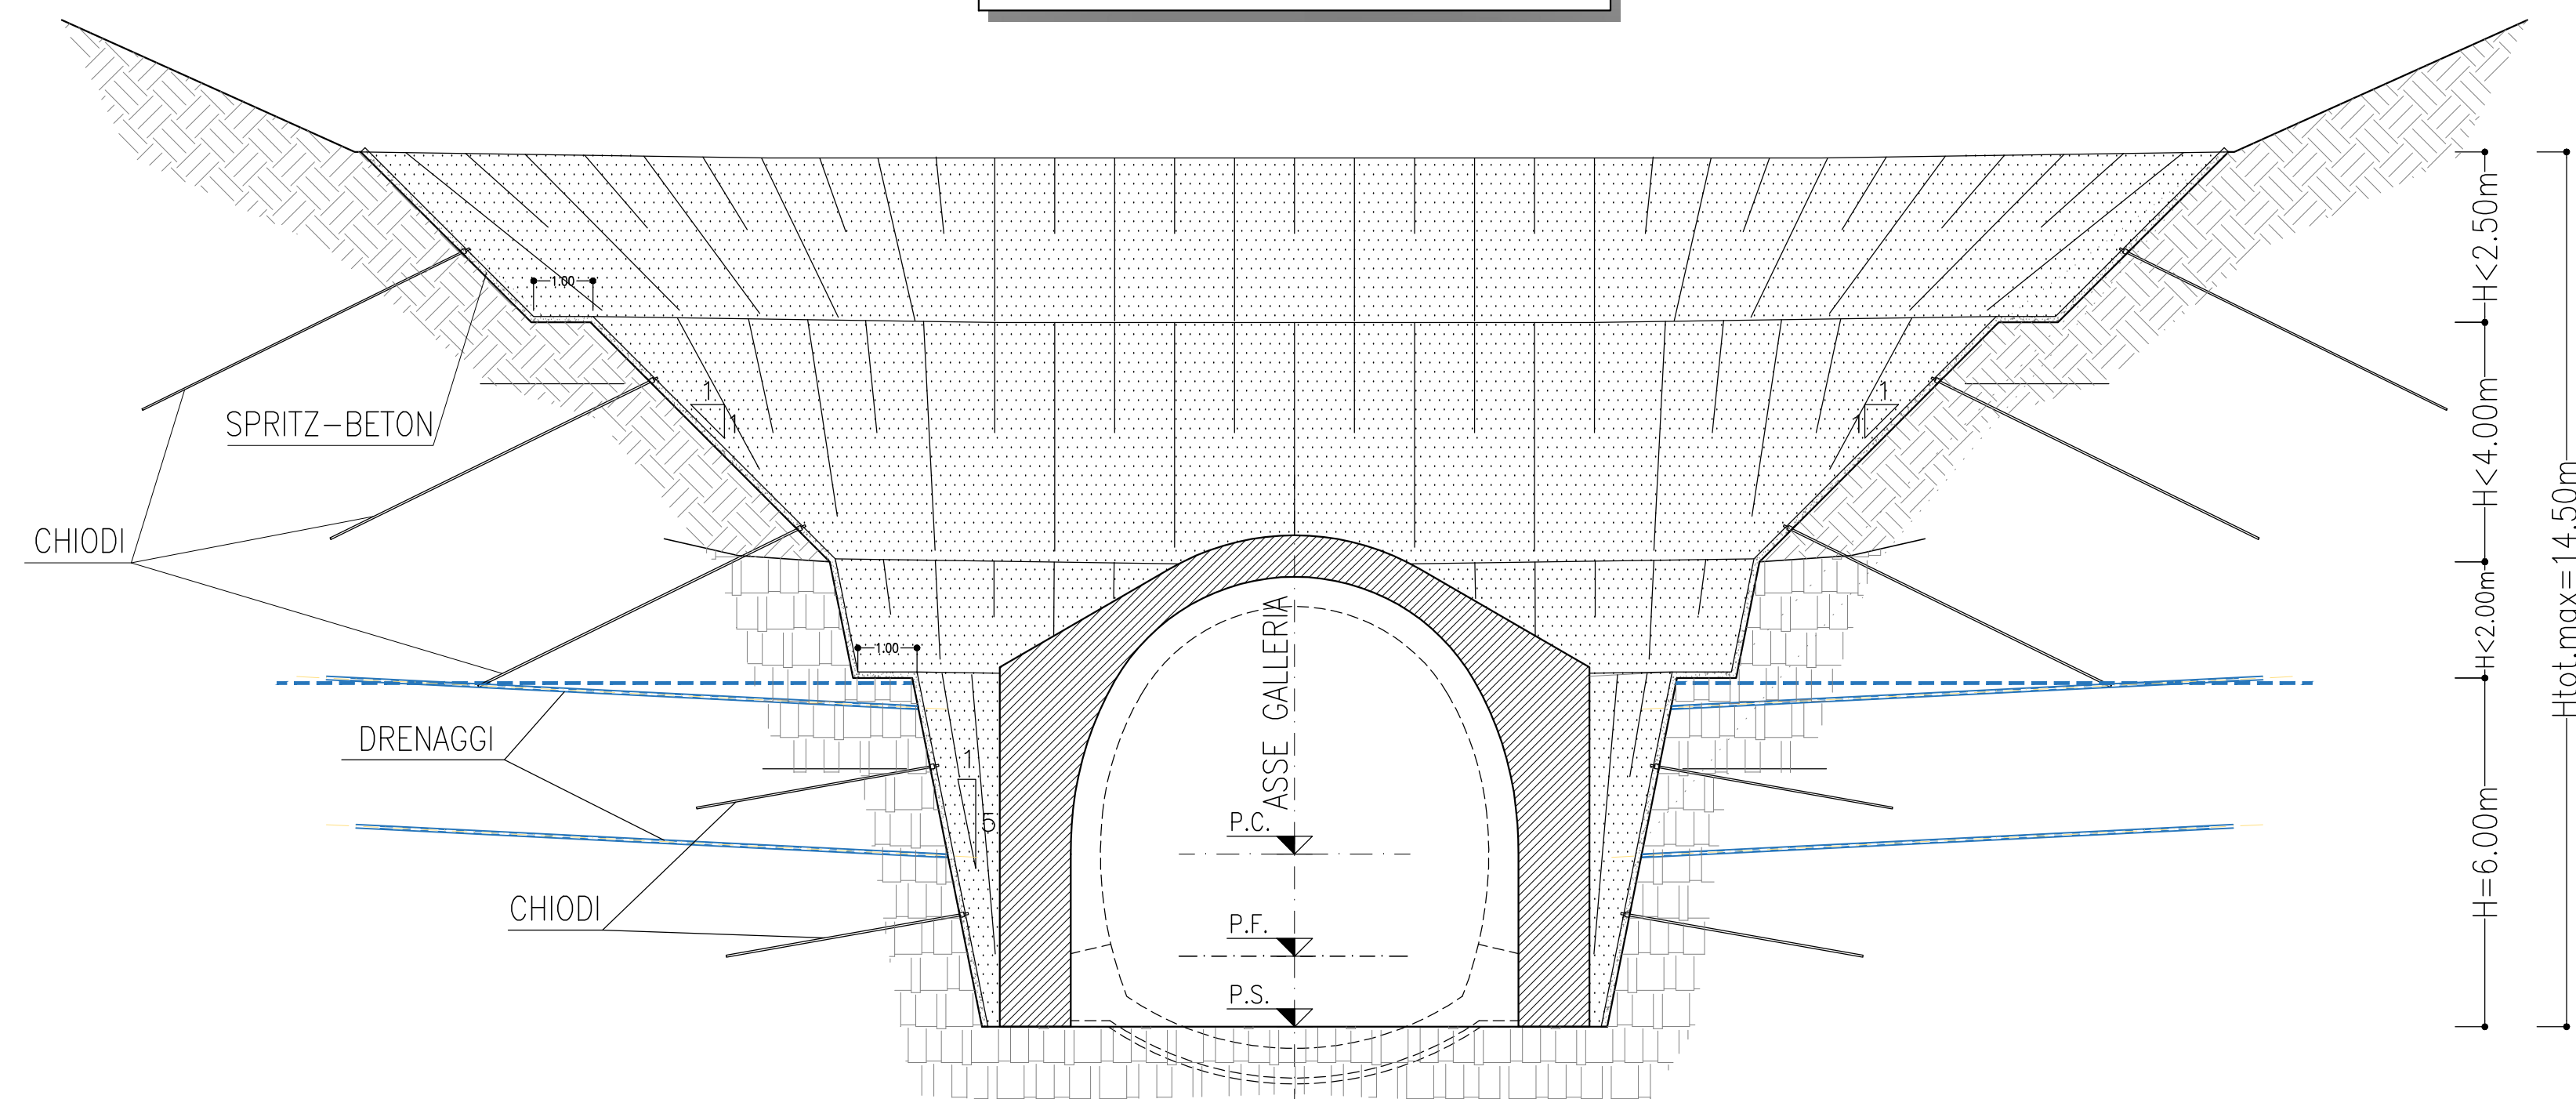 H<2.50m
1.00
1
1
1
1
SPRITZ-BETON
H<4.00m
Htot.max=14.50m
CHIODI
H<2.00m
1.00
ASSE GALLERIA
DRENAGGI
1
5
P.C.
H=6.00m
CHIODI
P.F.
P.S.